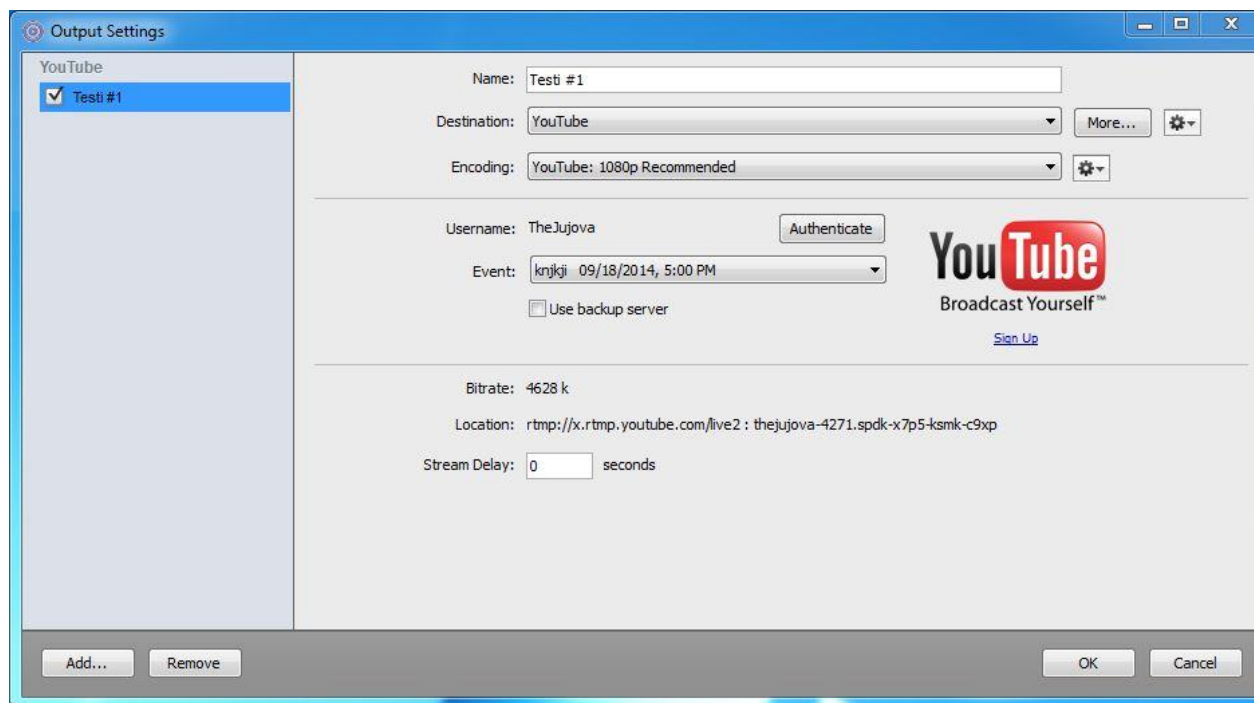 Output Settings
YouTube
Testi #1
Name: Testi #1
Destination: YouTube More...
Encoding: YouTube: 1080p Recommended
Username: TheJujova Authenticate
Event: knjkji 09/18/2014, 5:00 PM
Use backup server
YouTube
Broadcast Yourself™
Sign Up
Bitrate: 4628 k
Location: rtmp://x.rtmp.youtube.com/live2 : thejujova-4271.spdk-x7p5-ksmk-c9xp
Stream Delay: 0 seconds
Add... Remove OK Cancel